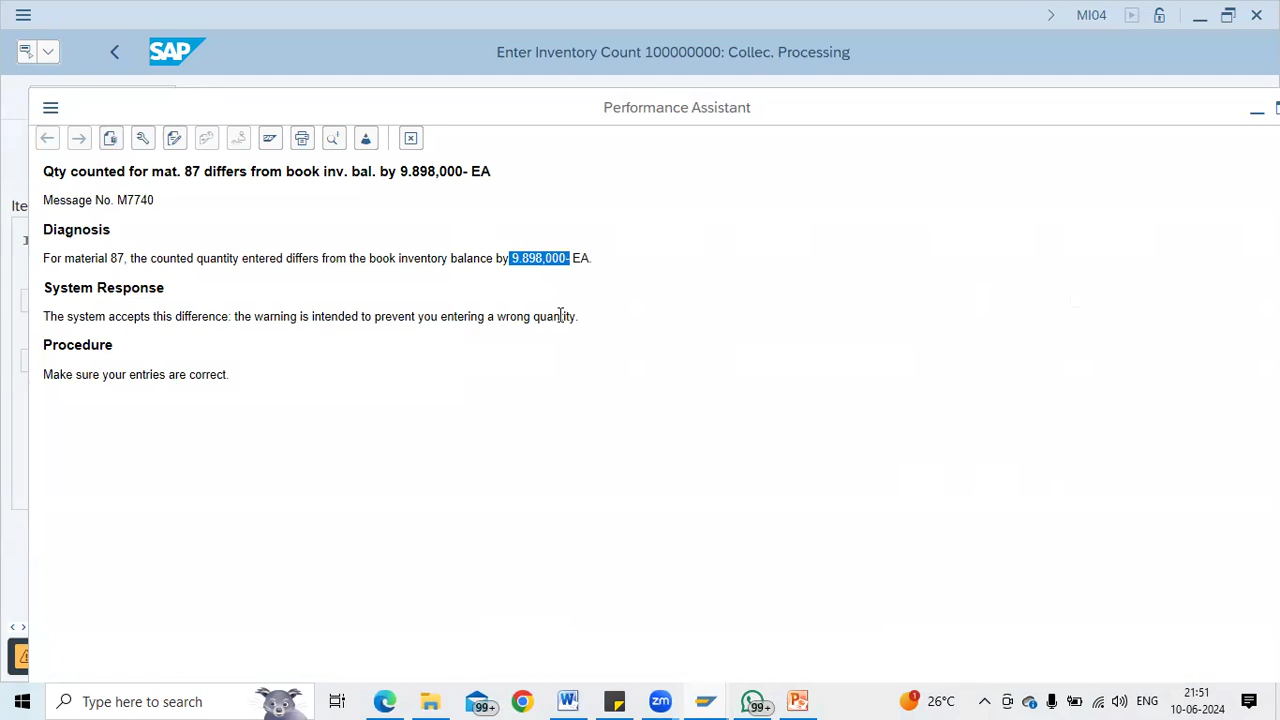 MI04
SAP
Enter Inventory Count 100000000: Collec. Processing
Performance Assistant
Qty counted for mat. 87 differs from book inv. bal. by 9.898,000- EA
Message No. M7740
Diagnosis
For material 87, the counted quantity entered differs from the book inventory balance by 9.898,000- EA.
System Response
The system accepts this difference: the warning is intended to prevent you entering a wrong quantity.
Procedure
Make sure your entries are correct.
Type here to search
99+
99+
1
26°C
ENG
21:51
10-06-2024